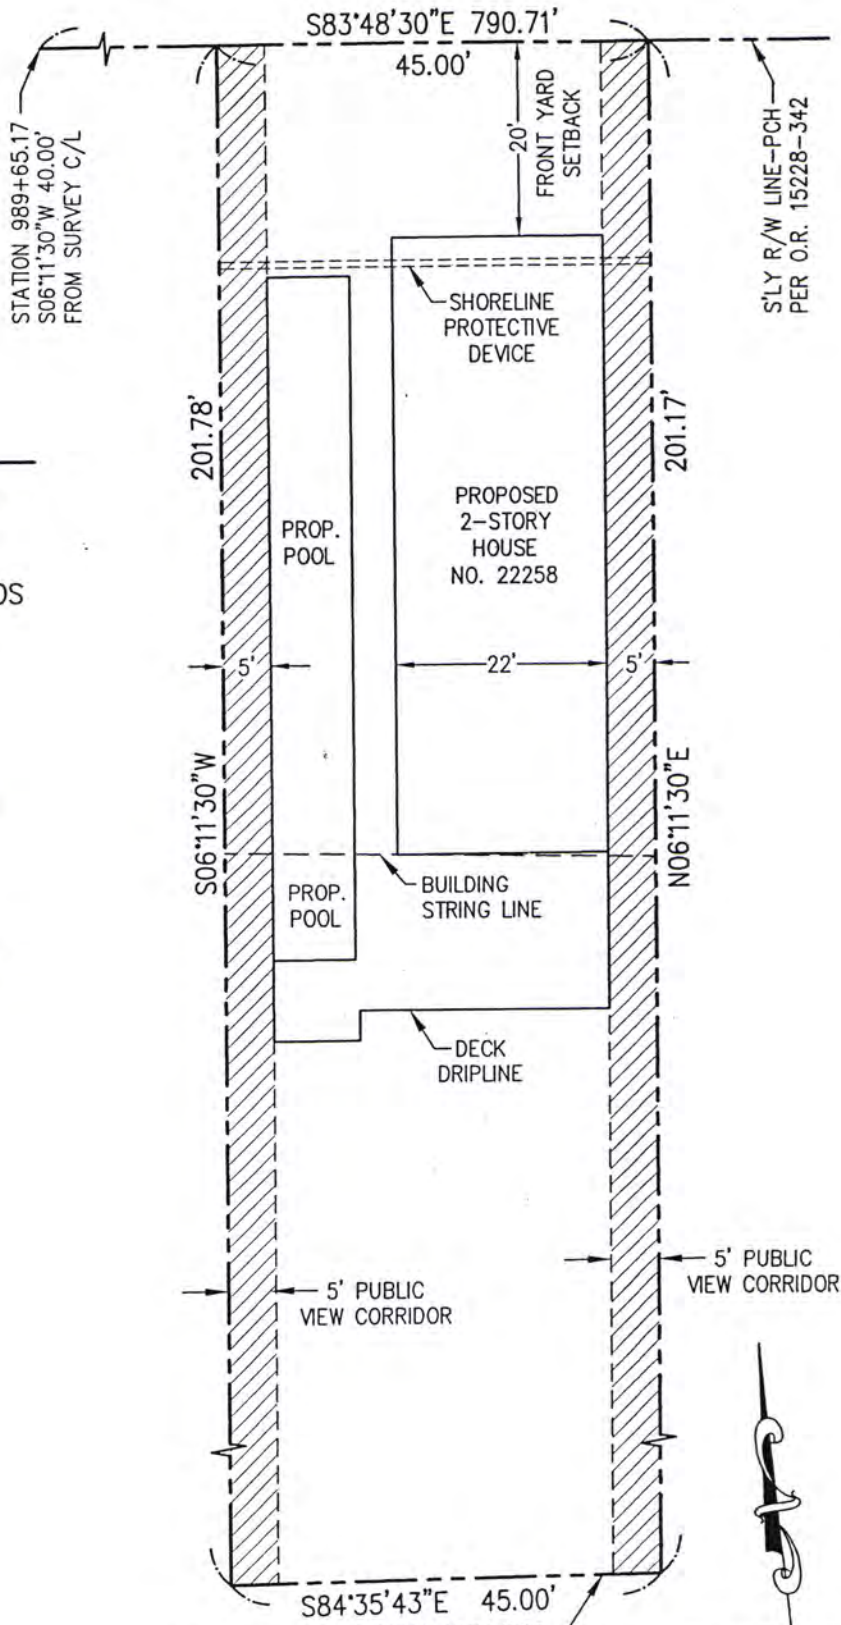 S83°48'30"E 790.71'
45.00'
STATION 989+65.17
S06°11'30"W 40.00'
FROM SURVEY C/L
20'
FRONT YARD
SETBACK
S'LY R/W LINE-PCH
PER O.R. 15228-342
SHORELINE
PROTECTIVE
DEVICE
201.78'
201.17'
PROP.
POOL
PROPOSED
2-STORY
HOUSE
NO. 22258
OS
5'
22'
5'
S06°11'30"W
N06°11'30"E
PROP.
POOL
BUILDING
STRING LINE
DECK
DRIPLINE
5' PUBLIC
VIEW CORRIDOR
5' PUBLIC
VIEW CORRIDOR
S84°35'43"E 45.00'